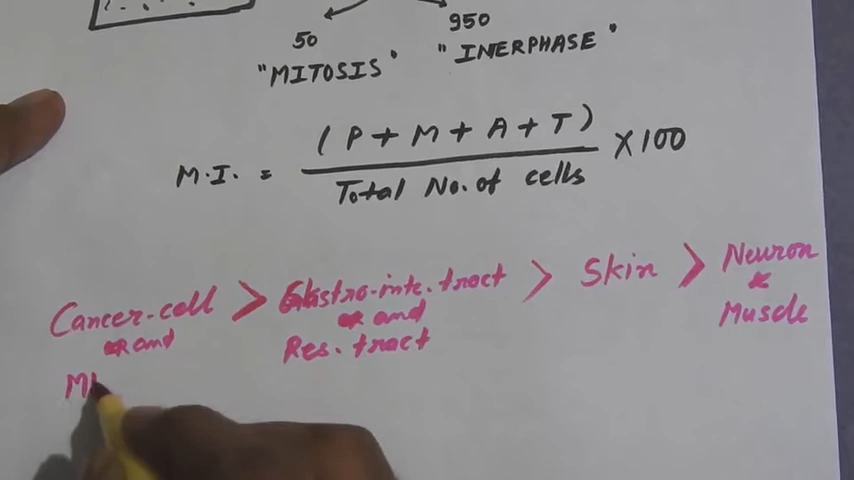 50 950
"MITOSIS" "INERPHASE"
(P + M + A + T)
M.I. = ――― X100
Total No. of cells
Cancer-cell > Gastro-inte. tract > Skin > Neuron
and and &
Res. tract Muscle
M